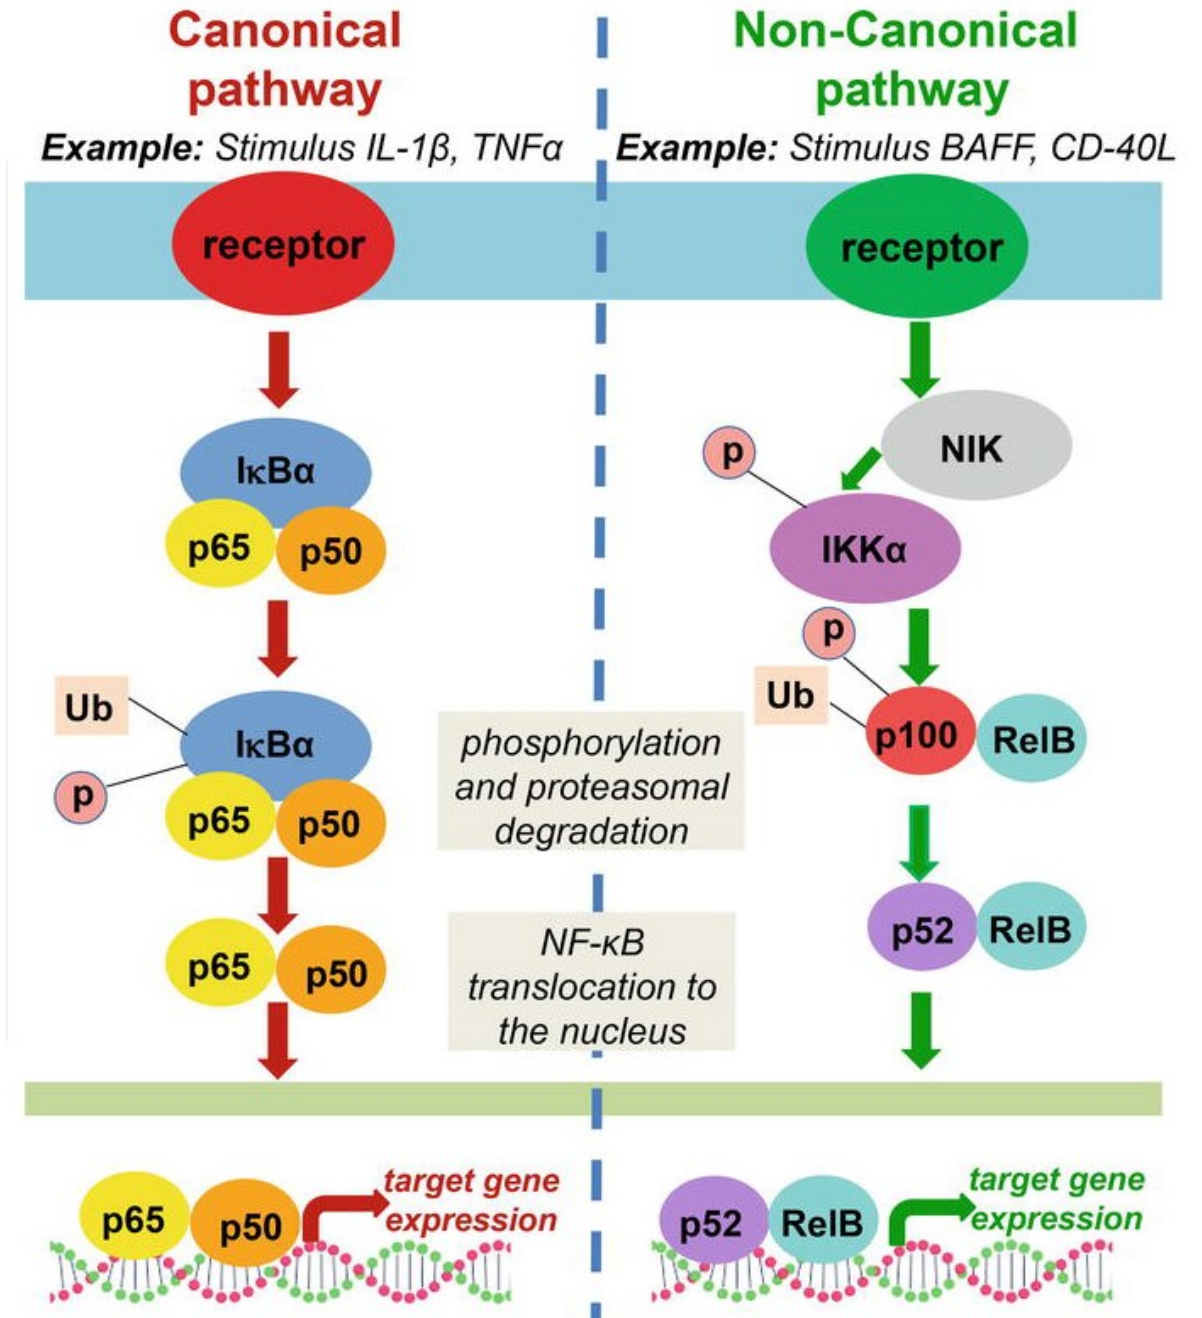 Canonical
pathway
Example: Stimulus IL-1β, TNFα
receptor
IκBα
p65
p50
Ub
p
IκBα
p65
p50
p65
p50
p65
p50
target gene
expression
phosphorylation
and proteasomal
degradation
NF-κB
translocation to
the nucleus
Non-Canonical
pathway
Example: Stimulus BAFF, CD-40L
receptor
NIK
p
IKKα
p
Ub
p100
RelB
p52
RelB
p52
RelB
target gene
expression